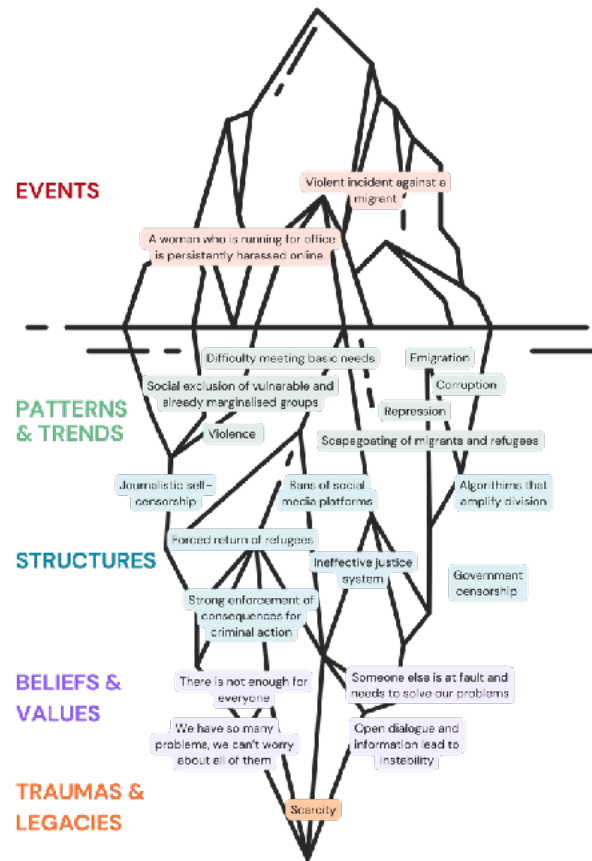 EVENTS
Violent incident against a
migrant
A woman who is running for office
is persistently harassed online.
PATTERNS
& TRENDS
Difficulty meeting basic needs
Emigration
Social exclusion of vulnerable and
already marginalised groups
Corruption
Repression
Violence
Scapegoating of migrants and refugees
STRUCTURES
Journalistic self-
censorship
Bans of social
media platforms
Algorithims that
amplify division
Forced return of refugees
Ineffective justice
system
Government
censorship
Strong enforcement of
consequences for
criminal action
BELIEFS &
VALUES
There is not enough for
everyone
Someone else is at fault and
needs to solve our problems
We have so many
problems, we can't worry
about all of them
Open dialogue and
information lead to
instability
TRAUMAS &
LEGACIES
Scarcity